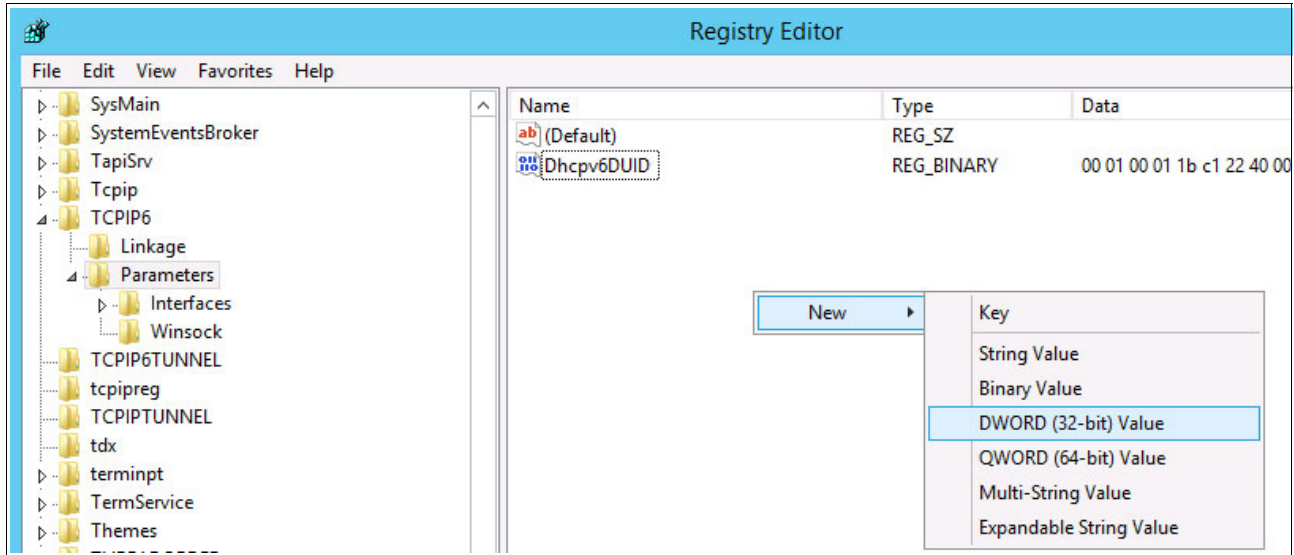 Registry Editor
File Edit View Favorites Help
SysMain
SystemEventsBroker
TapiSrv
Tcpip
TCPIP6
Linkage
Parameters
Interfaces
Winsock
TCPIP6TUNNEL
tcpipreg
TCPIPTUNNEL
tdx
terminpt
TermService
Themes
Name Type Data
ab (Default) REG_SZ
Dhcpv6DUID REG_BINARY 00 01 00 01 1b c1 22 40 00
New
Key
String Value
Binary Value
DWORD (32-bit) Value
QWORD (64-bit) Value
Multi-String Value
Expandable String Value